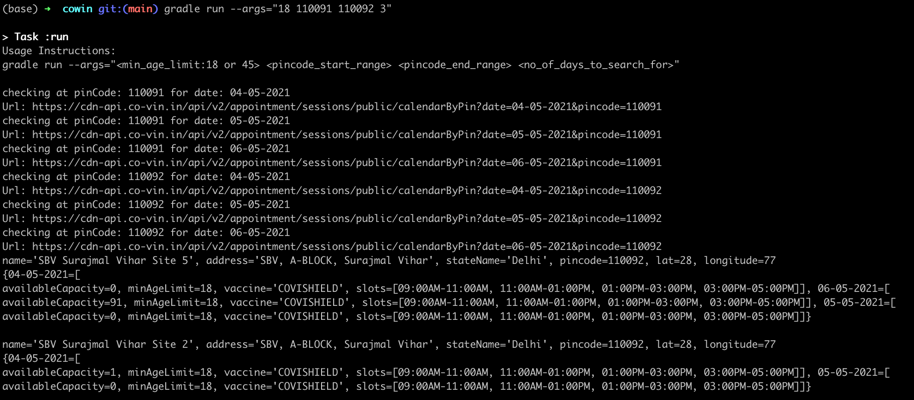 (base) ➜  cowin git:(main) gradle run --args="18 110091 110092 3"
> Task :run
Usage Instructions:
gradle run --args="<min_age_limit:18 or 45> <pincode_start_range> <pincode_end_range> <no_of_days_to_search_for>"
checking at pinCode: 110091 for date: 04-05-2021
Url: https://cdn-api.co-vin.in/api/v2/appointment/sessions/public/calendarByPin?date=04-05-2021&pincode=110091
checking at pinCode: 110091 for date: 05-05-2021
Url: https://cdn-api.co-vin.in/api/v2/appointment/sessions/public/calendarByPin?date=05-05-2021&pincode=110091
checking at pinCode: 110091 for date: 06-05-2021
Url: https://cdn-api.co-vin.in/api/v2/appointment/sessions/public/calendarByPin?date=06-05-2021&pincode=110091
checking at pinCode: 110092 for date: 04-05-2021
Url: https://cdn-api.co-vin.in/api/v2/appointment/sessions/public/calendarByPin?date=04-05-2021&pincode=110092
checking at pinCode: 110092 for date: 05-05-2021
Url: https://cdn-api.co-vin.in/api/v2/appointment/sessions/public/calendarByPin?date=05-05-2021&pincode=110092
checking at pinCode: 110092 for date: 06-05-2021
Url: https://cdn-api.co-vin.in/api/v2/appointment/sessions/public/calendarByPin?date=06-05-2021&pincode=110092
name='SBV Surajmal Vihar Site 5', address='SBV, A-BLOCK, Surajmal Vihar', stateName='Delhi', pincode=110092, lat=28, longitude=77
{04-05-2021=[
availableCapacity=0, minAgeLimit=18, vaccine='COVISHIELD', slots=[09:00AM-11:00AM, 11:00AM-01:00PM, 01:00PM-03:00PM, 03:00PM-05:00PM]], 06-05-2021=[
availableCapacity=91, minAgeLimit=18, vaccine='COVISHIELD', slots=[09:00AM-11:00AM, 11:00AM-01:00PM, 01:00PM-03:00PM, 03:00PM-05:00PM]], 05-05-2021=[
availableCapacity=0, minAgeLimit=18, vaccine='COVISHIELD', slots=[09:00AM-11:00AM, 11:00AM-01:00PM, 01:00PM-03:00PM, 03:00PM-05:00PM]]}
name='SBV Surajmal Vihar Site 2', address='SBV, A-BLOCK, Surajmal Vihar', stateName='Delhi', pincode=110092, lat=28, longitude=77
{04-05-2021=[
availableCapacity=1, minAgeLimit=18, vaccine='COVISHIELD', slots=[09:00AM-11:00AM, 11:00AM-01:00PM, 01:00PM-03:00PM, 03:00PM-05:00PM]], 05-05-2021=[
availableCapacity=0, minAgeLimit=18, vaccine='COVISHIELD', slots=[09:00AM-11:00AM, 11:00AM-01:00PM, 01:00PM-03:00PM, 03:00PM-05:00PM]]}